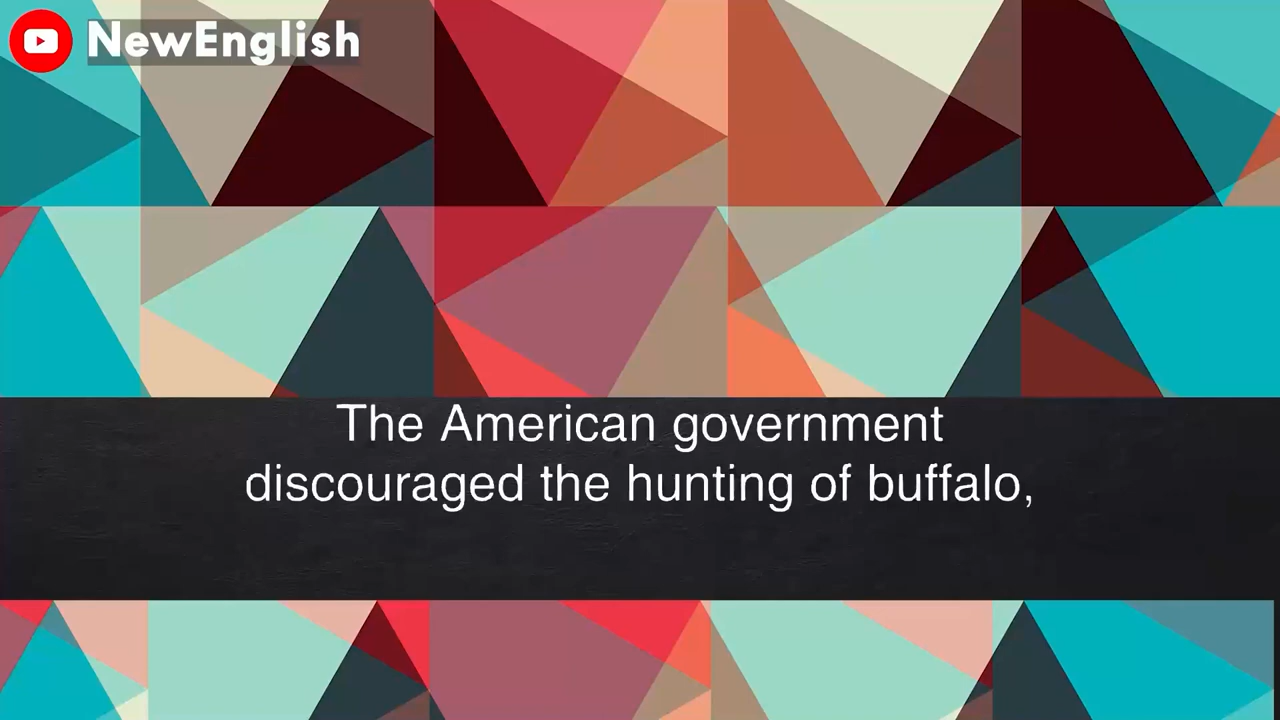 NewEnglish
The American government
discouraged the hunting of buffalo,